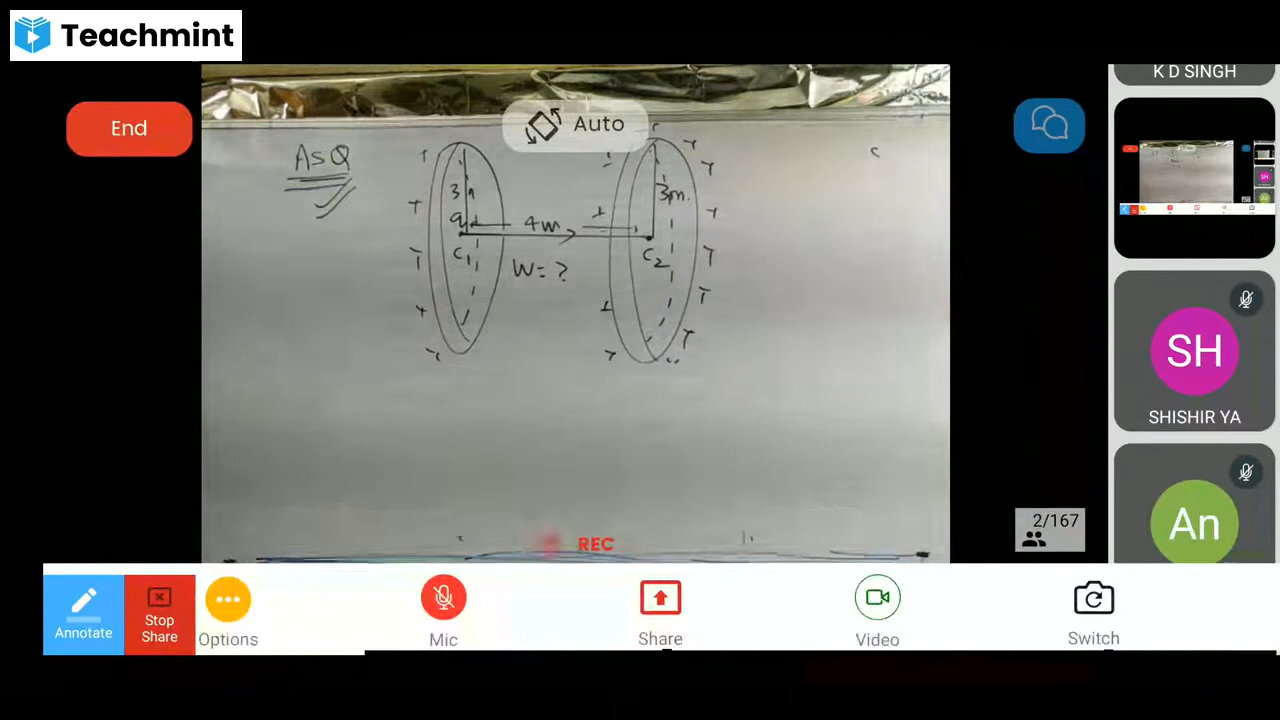 Teachmint
K D SINGH
End
Auto
ASQ
3
3m.
q
4m
C1
C2
W = ?
SH
SHISHIR YA
An
2/167
REC
Annotate
Stop
Share
Options
Mic
Share
Video
Switch